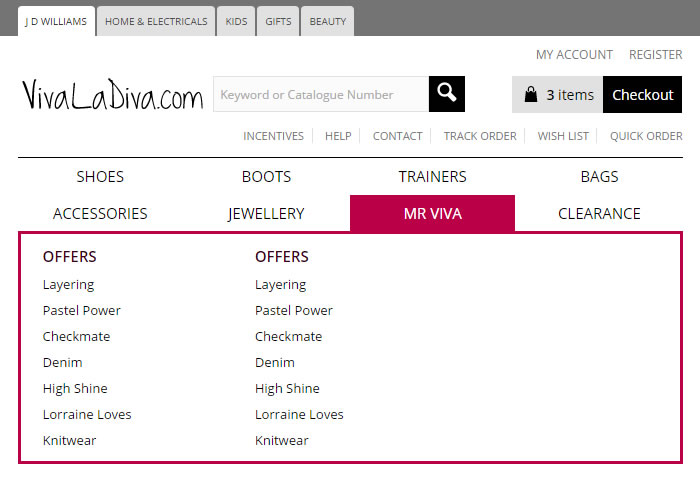 J D WILLIAMS HOME & ELECTRICALS KIDS GIFTS BEAUTY
MY ACCOUNT REGISTER
VivaLaDiva.com Keyword or Catalogue Number 3 items Checkout
INCENTIVES HELP CONTACT TRACK ORDER WISH LIST QUICK ORDER
SHOES BOOTS TRAINERS BAGS
ACCESSORIES JEWELLERY MR VIVA CLEARANCE
OFFERS OFFERS
Layering Layering
Pastel Power Pastel Power
Checkmate Checkmate
Denim Denim
High Shine High Shine
Lorraine Loves Lorraine Loves
Knitwear Knitwear